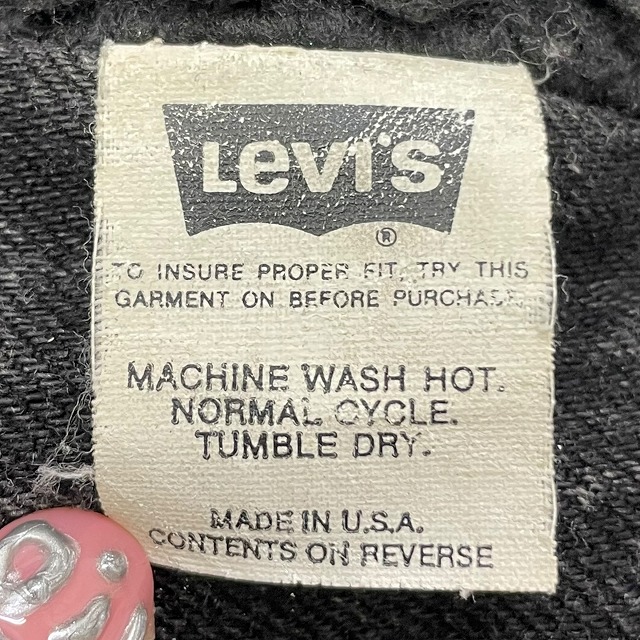 Levi's
®
TO INSURE PROPER FIT, TRY THIS
GARMENT ON BEFORE PURCHASE.
MACHINE WASH HOT.
NORMAL CYCLE.
TUMBLE DRY.
MADE IN U.S.A.
CONTENTS ON REVERSE